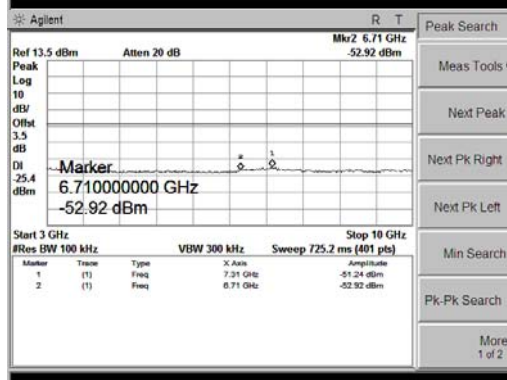 Agilent R T
Mkr2 6.71 GHz
Ref 13.5 dBm Atten 20 dB -52.92 dBm
Peak
Log
10
dB/
Offst
3.5
dB
DI
-25.4
dBm
2
1
Marker
6.710000000 GHz
-52.92 dBm
Start 3 GHz Stop 10 GHz
#Res BW 100 kHz VBW 300 kHz Sweep 725.2 ms (401 pts)
Marker Trace Type X Axis Amplitude
1 (1) Freq 7.31 GHz -51.24 dBm
2 (1) Freq 6.71 GHz -52.92 dBm
Peak Search
Meas Tools
Next Peak
Next Pk Right
Next Pk Left
Min Search
Pk-Pk Search
More
1 of 2